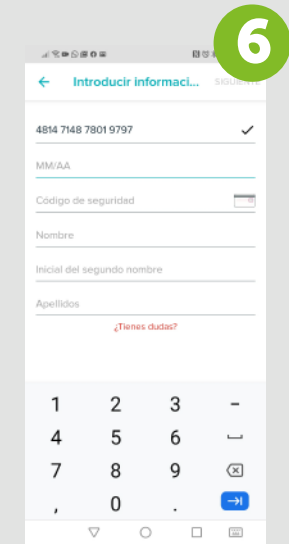 6
Introducir informaci...
4814 7148 7801 9797
MM/AA
Código de seguridad
Nombre
Inicial del segundo nombre
Apellidos
¿Tienes dudas?
1 2 3 -
4 5 6
7 8 9
, 0 .